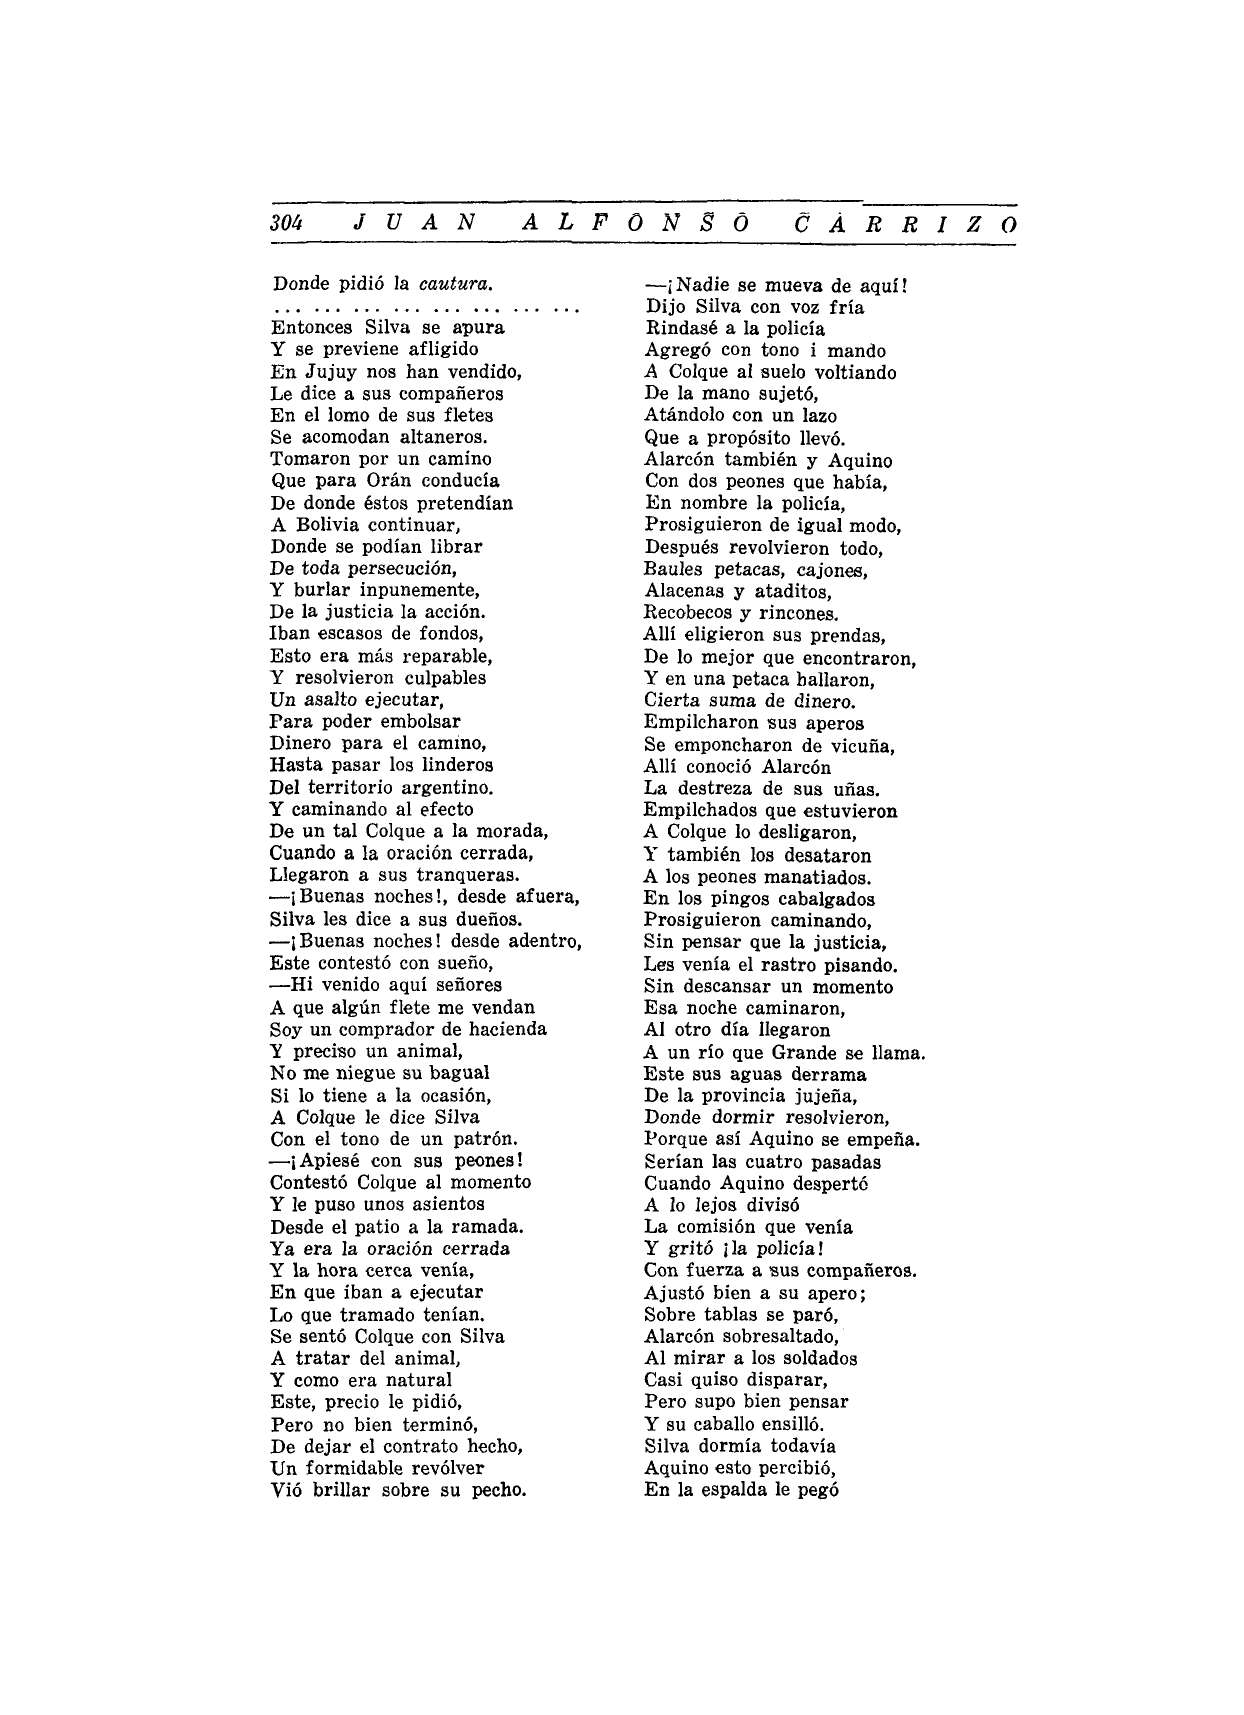 304 JUAN ALFONSO CARRIZO
Donde pidió la cautura.
... ... ... ... ... ... ... ...
Entonces Silva se apura
Y se previene afligido
En Jujuy nos han vendido,
Le dice a sus compañeros
En el lomo de sus fletes
Se acomodan altaneros.
Tomaron por un camino
Que para Orán conducía
De donde éstos pretendían
A Bolivia continuar,
Donde se podían librar
De toda persecución,
Y burlar inpunemente,
De la justicia la acción.
Iban escasos de fondos,
Esto era más reparable,
Y resolvieron culpables
Un asalto ejecutar,
Para poder embolsar
Dinero para el camino,
Hasta pasar los linderos
Del territorio argentino.
Y caminando al efecto
De un tal Colque a la morada,
Cuando a la oración cerrada,
Llegaron a sus tranqueras.
—¡Buenas noches!, desde afuera,
Silva les dice a sus dueños.
—¡Buenas noches! desde adentro,
Este contestó con sueño,
—Hi venido aquí señores
A que algún flete me vendan
Soy un comprador de hacienda
Y preciso un animal,
No me niegue su bagual
Si lo tiene a la ocasión,
A Colque le dice Silva
Con el tono de un patrón.
—¡Apiesé con sus peones!
Contestó Colque al momento
Y le puso unos asientos
Desde el patio a la ramada.
Ya era la oración cerrada
Y la hora cerca venía,
En que iban a ejecutar
Lo que tramado tenían.
Se sentó Colque con Silva
A tratar del animal,
Y como era natural
Este, precio le pidió,
Pero no bien terminó,
De dejar el contrato hecho,
Un formidable revólver
Vió brillar sobre su pecho.
—¡Nadie se mueva de aquí!
Dijo Silva con voz fría
Rindasé a la policía
Agregó con tono i mando
A Colque al suelo voltiando
De la mano sujetó,
Atándolo con un lazo
Que a propósito llevó.
Alarcón también y Aquino
Con dos peones que había,
En nombre la policía,
Prosiguieron de igual modo,
Después revolvieron todo,
Baules petacas, cajones,
Alacenas y ataditos,
Recobecos y rincones.
Allí eligieron sus prendas,
De lo mejor que encontraron,
Y en una petaca hallaron,
Cierta suma de dinero.
Empilcharon sus aperos
Se emponcharon de vicuña,
Allí conoció Alarcón
La destreza de sus uñas.
Empilchados que estuvieron
A Colque lo desligaron,
Y también los desataron
A los peones manatiados.
En los pingos cabalgados
Prosiguieron caminando,
Sin pensar que la justicia,
Les venía el rastro pisando.
Sin descansar un momento
Esa noche caminaron,
Al otro día llegaron
A un río que Grande se llama.
Este sus aguas derrama
De la provincia jujeña,
Donde dormir resolvieron,
Porque así Aquino se empeña.
Serían las cuatro pasadas
Cuando Aquino despertó
A lo lejos divisó
La comisión que venía
Y gritó ¡la policía!
Con fuerza a sus compañeros.
Ajustó bien a su apero;
Sobre tablas se paró,
Alarcón sobresaltado,
Al mirar a los soldados
Casi quiso disparar,
Pero supo bien pensar
Y su caballo ensilló.
Silva dormía todavía
Aquino esto percibió,
En la espalda le pegó